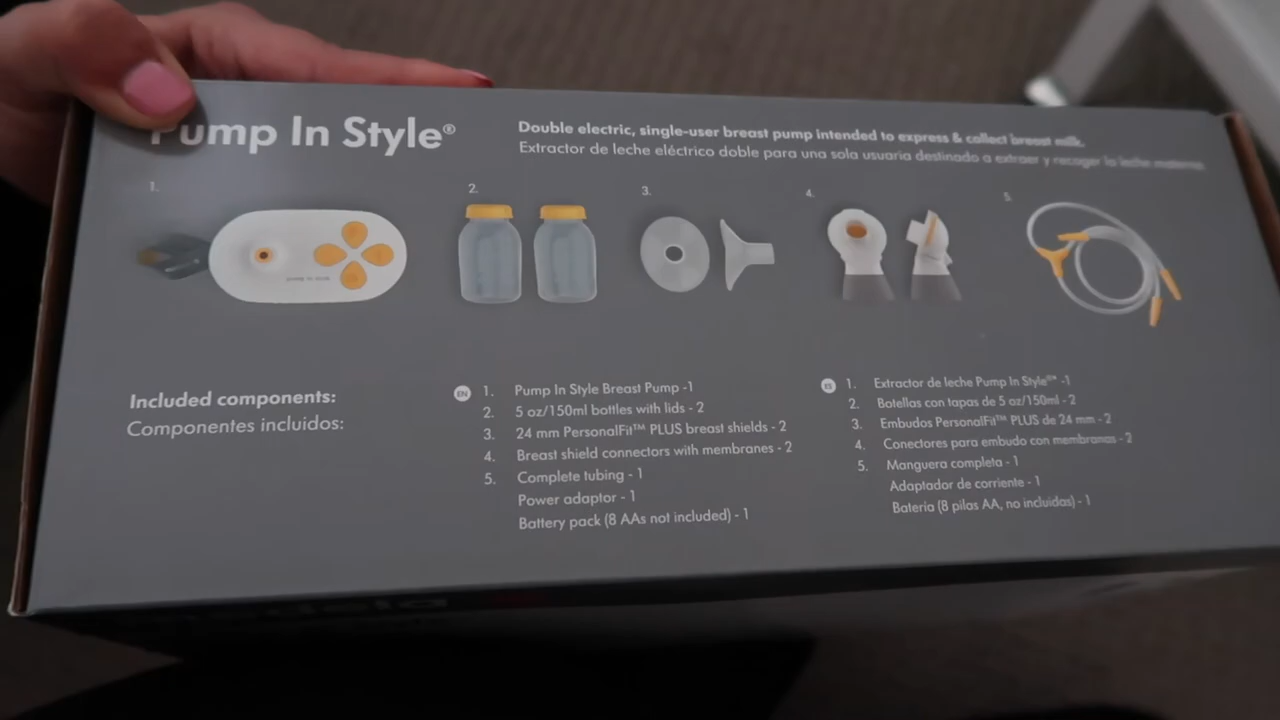 Pump In Style®
Double electric, single-user breast pump intended to express & collect breast milk.
Extractor de leche eléctrico doble para una sola usuaria destinado a extraer y recoger la leche materna
1.
2.
3.
4.
5.
Included components:
Componentes incluidos:
EN
1. Pump In Style Breast Pump -1
2. 5 oz/150ml bottles with lids - 2
3. 24 mm PersonalFit™ PLUS breast shields - 2
4. Breast shield connectors with membranes - 2
5. Complete tubing - 1
Power adaptor - 1
Battery pack (8 AAs not included) - 1
ES
1. Extractor de leche Pump In Style®* -1
2. Botellas con tapas de 5 oz/150ml - 2
3. Embudos PersonalFit™ PLUS de 24 mm - 2
4. Conectores para embudo con membranas - 2
5. Manguera completa - 1
Adaptador de corriente - 1
Batería (8 pilas AA, no incluidas) - 1